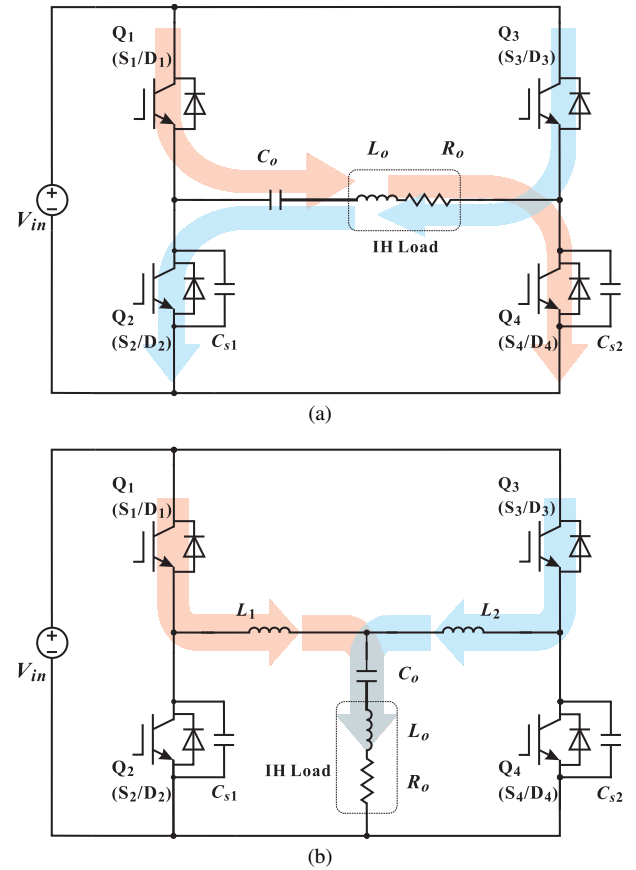 Q1
(S1/D1)
Q3
(S3/D3)
Co
Lo
Ro
Vin
IH Load
Q2
(S2/D2)
Cs1
Q4
(S4/D4)
Cs2
(a)
Q1
(S1/D1)
Q3
(S3/D3)
L1
L2
Vin
Co
Lo
IH Load
Ro
Q2
(S2/D2)
Cs1
Q4
(S4/D4)
Cs2
(b)